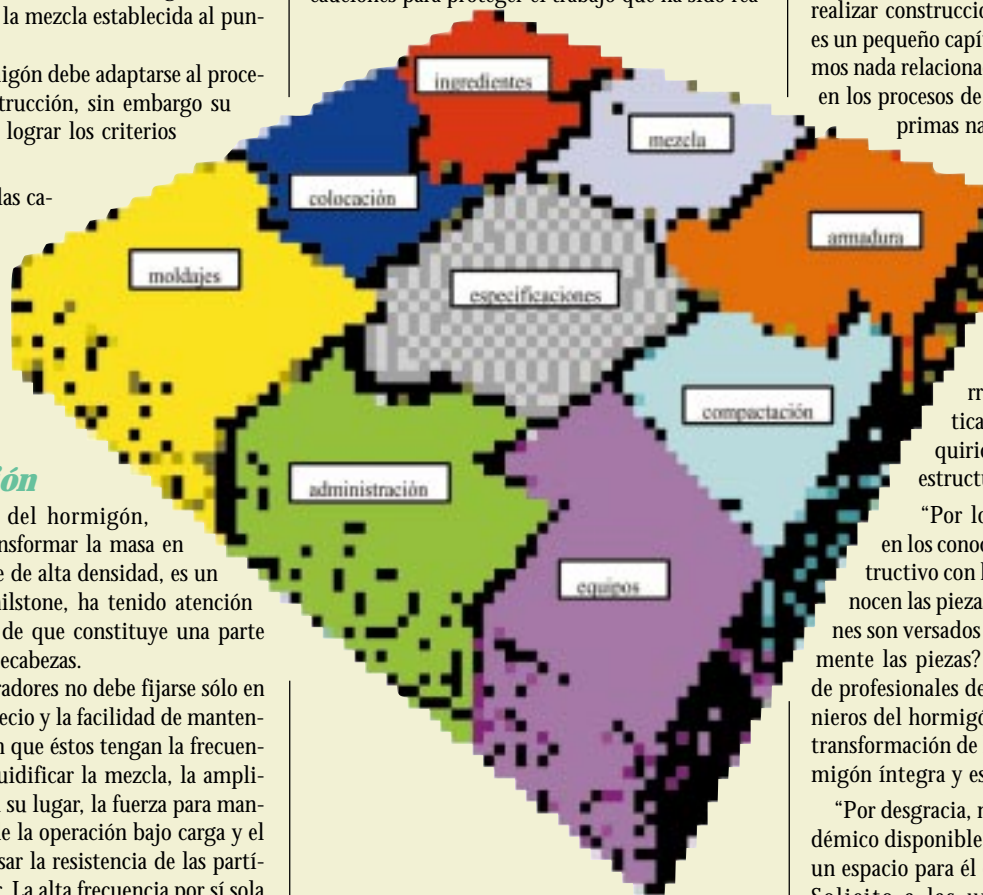 la mezcla establecida al pun-
igón debe adaptarse al proce-
trucción, sin embargo su
lograr los criterios
las ca-
ón
del hormigón,
nsformar la masa en
e de alta densidad, es un
ilstone, ha tenido atención
de que constituye una parte
ecabezas.
radores no debe fijarse sólo en
ecio y la facilidad de manten-
n que éstos tengan la frecuen-
uidificar la mezcla, la ampli-
su lugar, la fuerza para man-
e la operación bajo carga y el
sar la resistencia de las partí-
r. La alta frecuencia por sí sola
cauciones para proteger el trabajo que ha sido rea-
ingredientes
mezcla
colocación
armadura
moldajes
especificaciones
compactación
administración
equipos
realizar construccio
es un pequeño capí
mos nada relaciona
en los procesos de
primas na
rr
tica
quirio
estructu
“Por lo
en los conoc
tructivo con l
nocen las pieza
nes son versados
mente las piezas?
de profesionales de
nieros del hormigó
transformación de
migón íntegra y es
“Por desgracia, n
démico disponible
un espacio para él